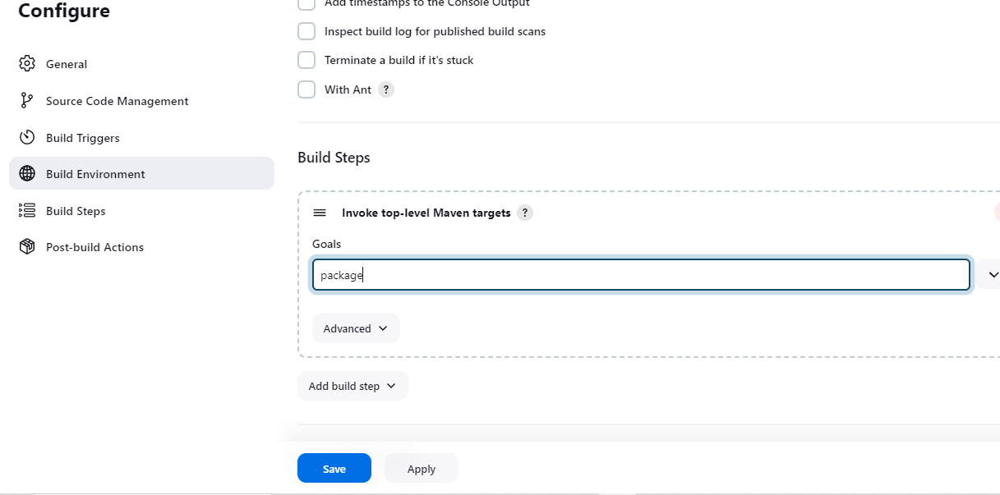 Configure
General
Source Code Management
Build Triggers
Build Environment
Build Steps
Post-build Actions
Add timestamps to the Console Output
Inspect build log for published build scans
Terminate a build if it's stuck
With Ant ?
Build Steps
Invoke top-level Maven targets ?
Goals
package
Advanced
Add build step
Save Apply